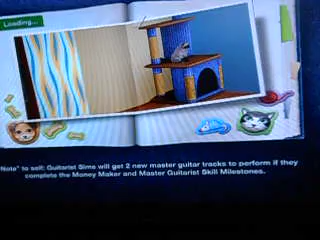 Loading...
"Note" to self: Guitarist Sims will get 2 new master guitar tracks to perform if they
complete the Money Maker and Master Guitarist Skill Milestones.